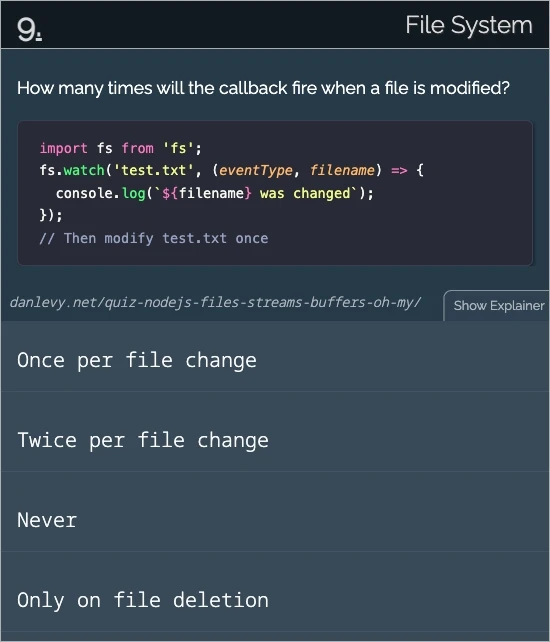 9.
File System
How many times will the callback fire when a file is modified?
import fs from 'fs';
fs.watch('test.txt', (eventType, filename) => {
  console.log(`${filename} was changed`);
});
// Then modify test.txt once
danlevy.net/quiz-nodejs-files-streams-buffers-oh-my/
Show Explainer
Once per file change
Twice per file change
Never
Only on file deletion